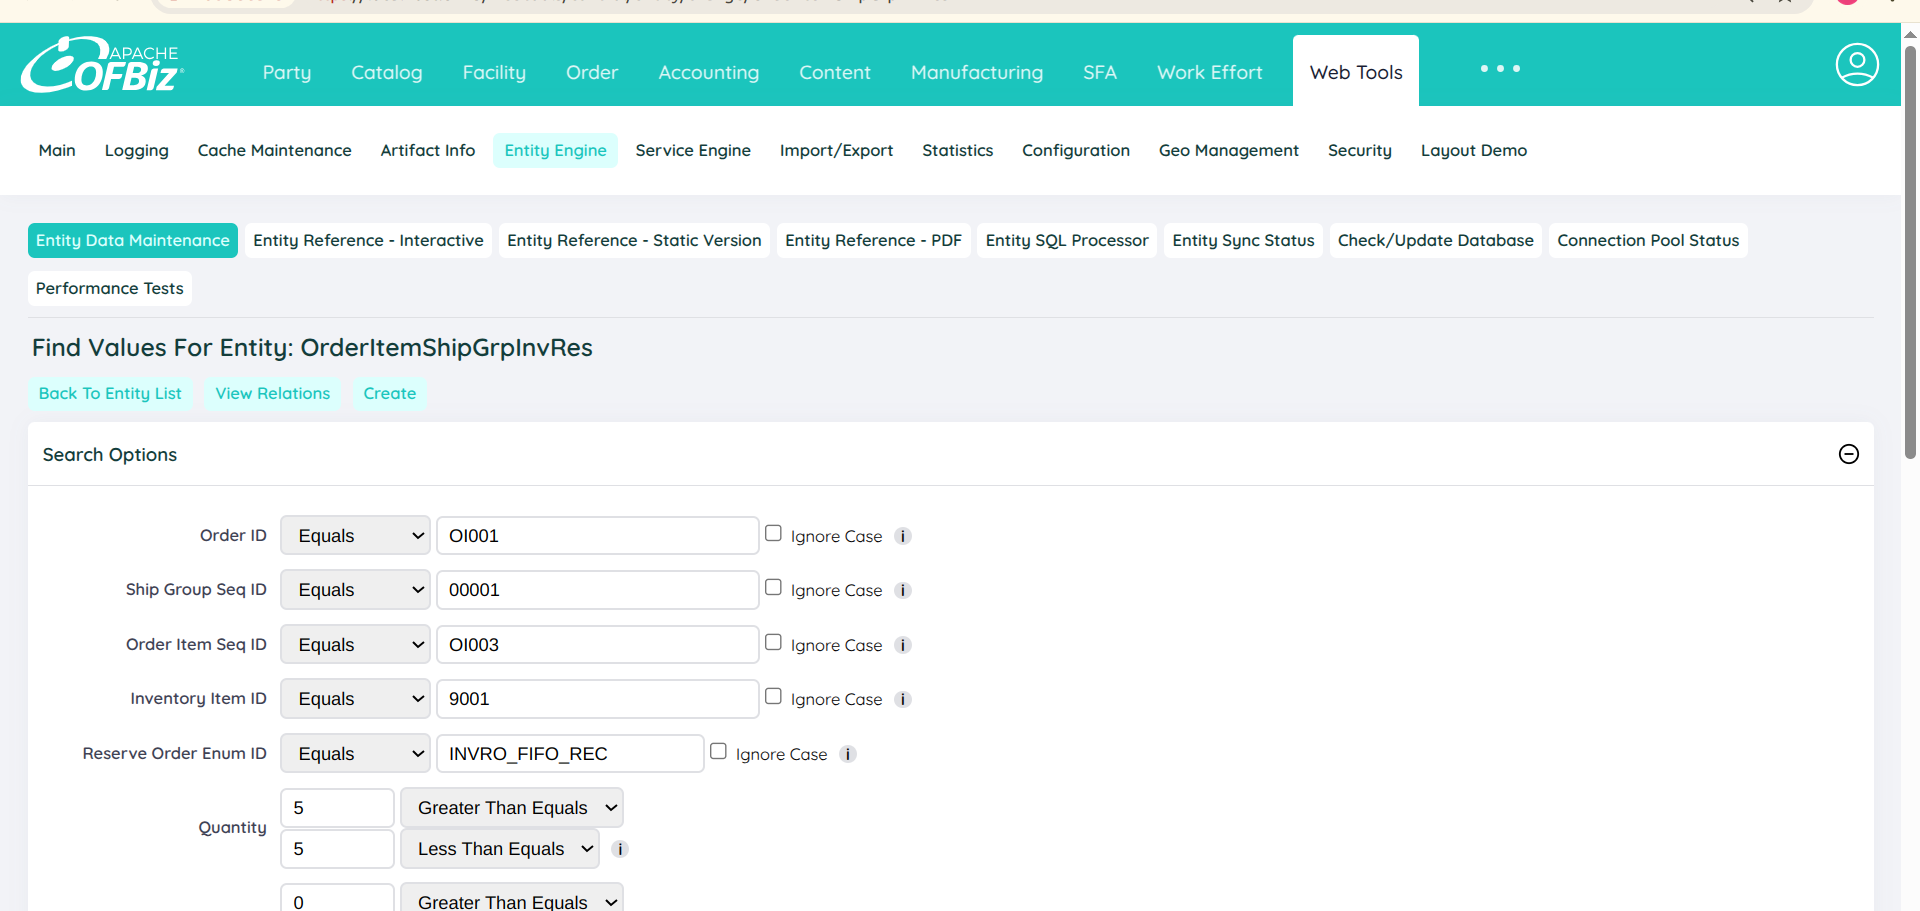 APACHE
OFBiz
Party Catalog Facility Order Accounting Content Manufacturing SFA Work Effort Web Tools
Main Logging Cache Maintenance Artifact Info Entity Engine Service Engine Import/Export Statistics Configuration Geo Management Security Layout Demo
Entity Data Maintenance Entity Reference - Interactive Entity Reference - Static Version Entity Reference - PDF Entity SQL Processor Entity Sync Status Check/Update Database Connection Pool Status
Performance Tests
Find Values For Entity: OrderItemShipGrpInvRes
Back To Entity List View Relations Create
Search Options
Order ID Equals OI001 Ignore Case i
Ship Group Seq ID Equals 00001 Ignore Case i
Order Item Seq ID Equals OI003 Ignore Case i
Inventory Item ID Equals 9001 Ignore Case i
Reserve Order Enum ID Equals INVRO_FIFO_REC Ignore Case i
Quantity 5 Greater Than Equals
5 Less Than Equals i
0 Greater Than Equals